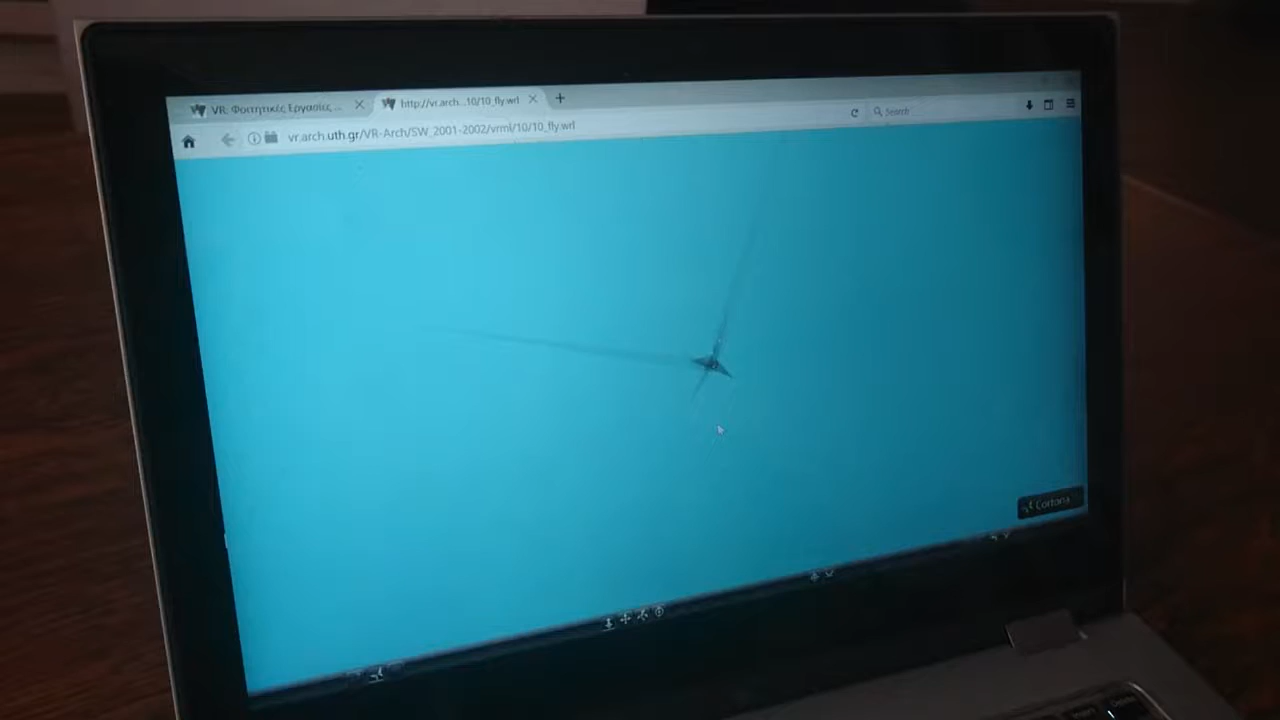 VR: Φοιτητικές Εργασίες ...
http://vr.arch...10/10_fly.wrl
vr.arch.uth.gr/VR-Arch/SW_2001-2002/vrml/10/10_fly.wrl
Search
Cortona